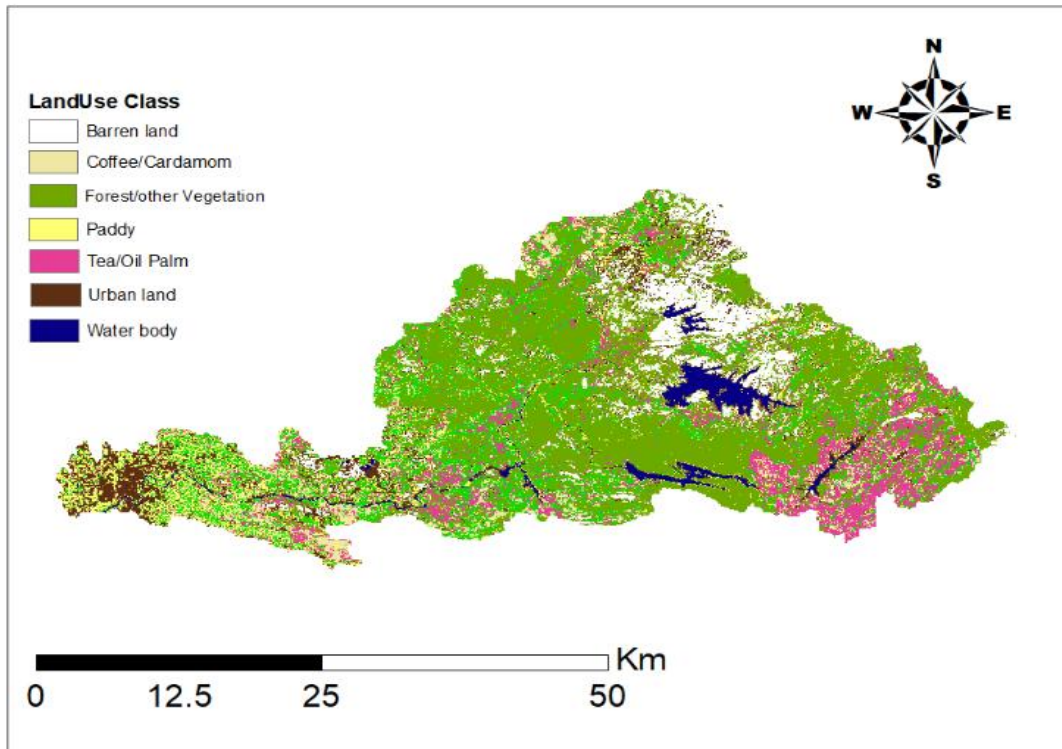 N
W E
S
LandUse Class
Barren land
Coffee/Cardamom
Forest/other Vegetation
Paddy
Tea/Oil Palm
Urban land
Water body
Km
0 12.5 25 50